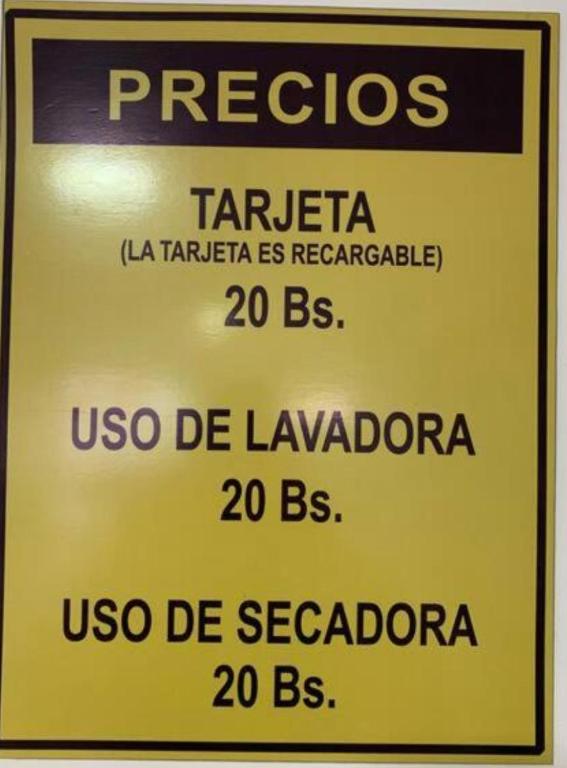 PRECIOS
TARJETA
(LA TARJETA ES RECARGABLE)
20 Bs.
USO DE LAVADORA
20 Bs.
USO DE SECADORA
20 Bs.